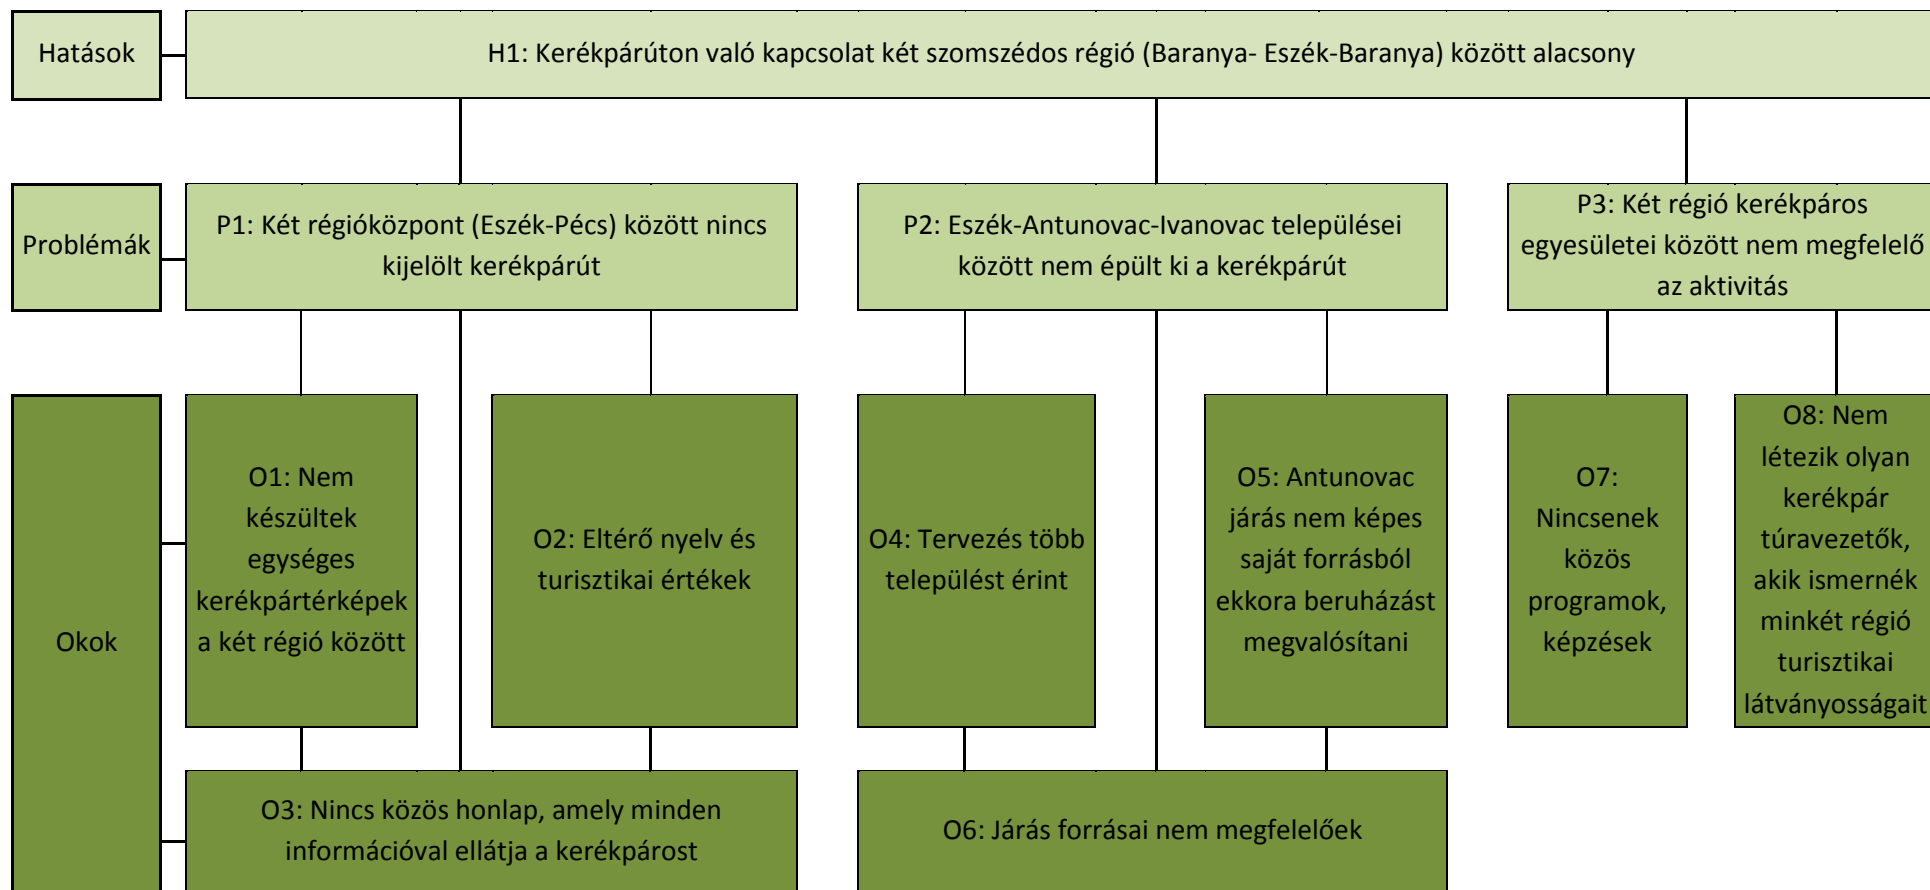 Hatások
H1: Kerékpárúton való kapcsolat két szomszédos régió (Baranya- Eszék-Baranya) között alacsony
Problémák
P1: Két régióközpont (Eszék-Pécs) között nincs
kijelölt kerékpárút
P2: Eszék-Antunovac-Ivanovac települései
között nem épült ki a kerékpárút
P3: Két régió kerékpáros
egyesületei között nem megfelelő
az aktivitás
Okok
O1: Nem
készültek
egységes
kerékpártérképek
a két régió között
O2: Eltérő nyelv és
turisztikai értékek
O4: Tervezés több
települést érint
O5: Antunovac
járás nem képes
saját forrásból
ekkora beruházást
megvalósítani
O7:
Nincsenek
közös
programok,
képzések
O8: Nem
létezik olyan
kerékpár
túravezetők,
akik ismernék
minkét régió
turisztikai
látványosságait
O3: Nincs közös honlap, amely minden
információval ellátja a kerékpárost
O6: Járás forrásai nem megfelelőek